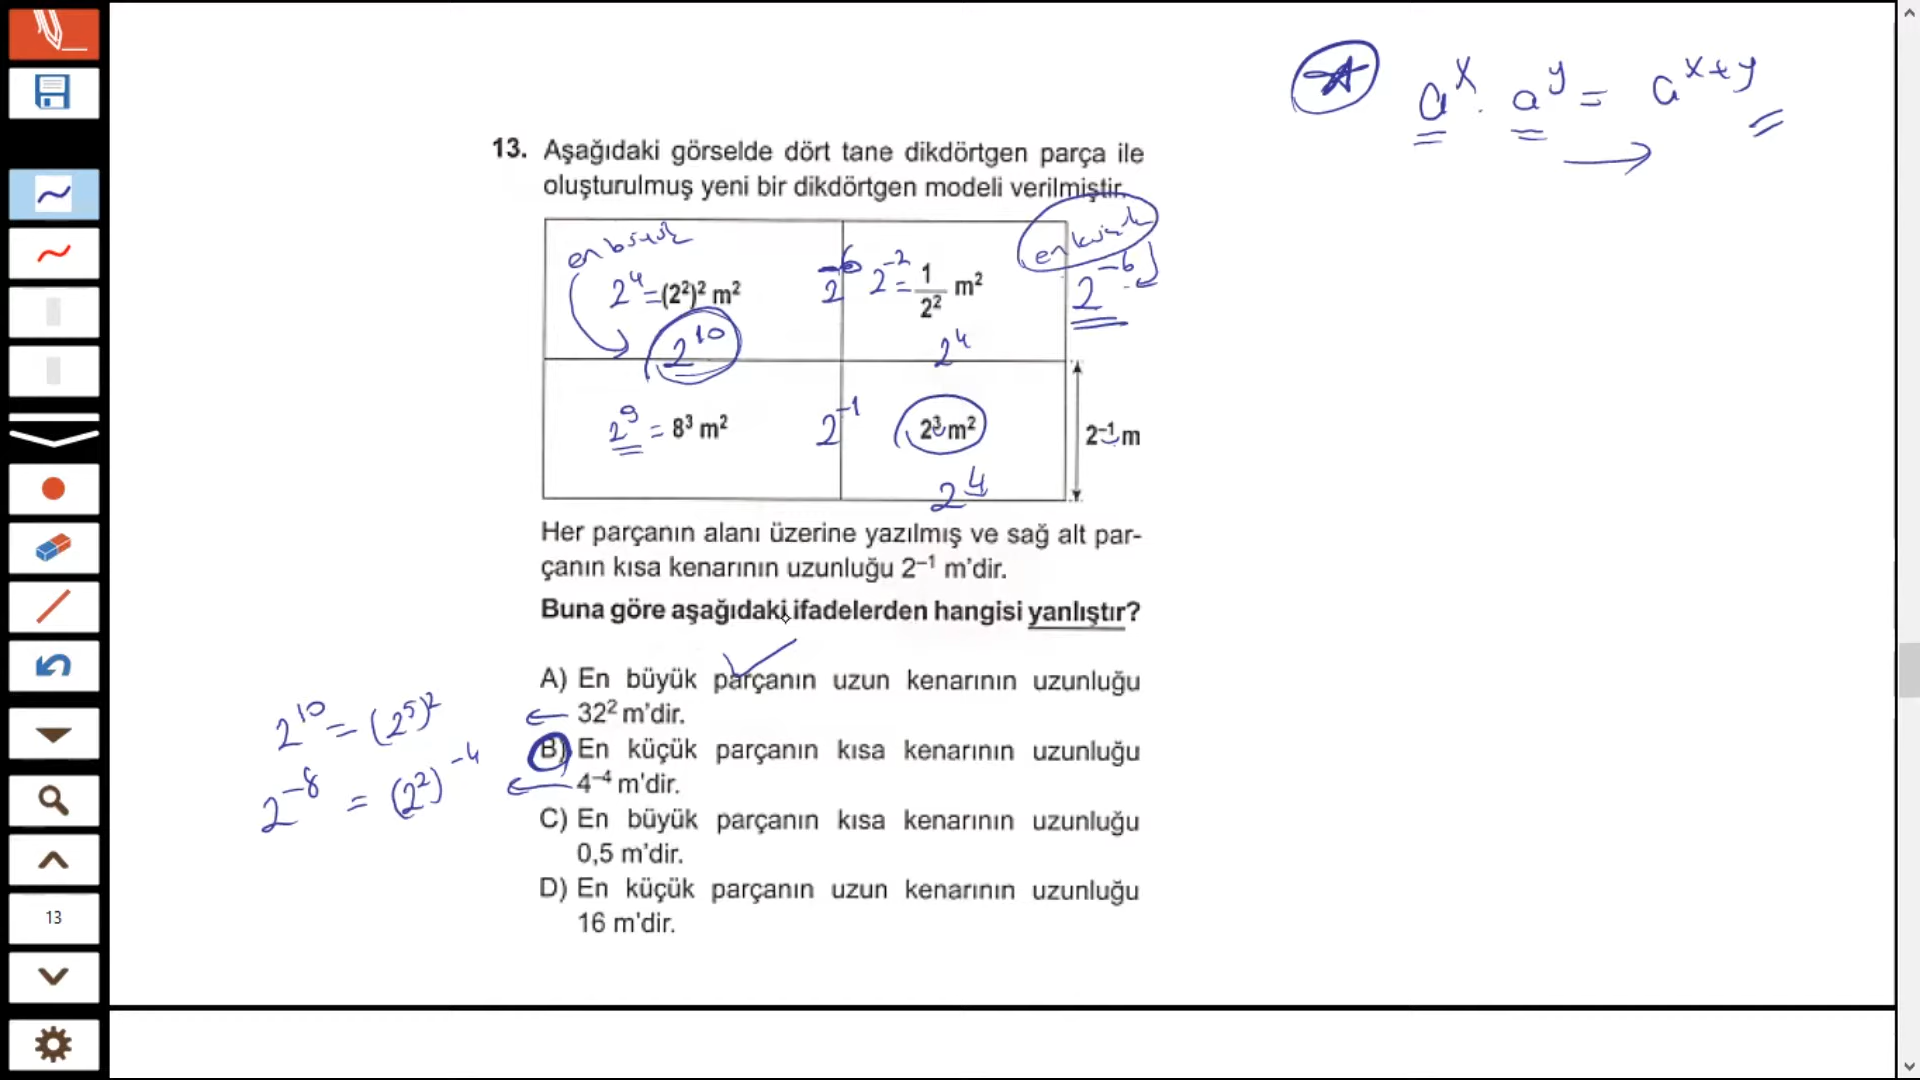 a^x · a^y = a^(x+y)
13. Aşağıdaki görselde dört tane dikdörtgen parça ile
oluşturulmuş yeni bir dikdörtgen modeli verilmiştir.
en büyük
en küçük
2⁴ = (2²)² m²
2⁻⁶
2⁻² = 1/2² m²
2⁻⁶
2¹⁰
2⁴
2⁹ = 8³ m²
2⁻¹
2³ m²
2⁻¹ m
2⁴
Her parçanın alanı üzerine yazılmış ve sağ alt par-
çanın kısa kenarının uzunluğu 2⁻¹ m'dir.
Buna göre aşağıdaki ifadelerden hangisi yanlıştır?
A) En büyük parçanın uzun kenarının uzunluğu
32² m'dir.
2¹⁰ = (2⁵)²
B) En küçük parçanın kısa kenarının uzunluğu
4⁻⁴ m'dir.
2⁻⁸ = (2²)⁻⁴
C) En büyük parçanın kısa kenarının uzunluğu
0,5 m'dir.
D) En küçük parçanın uzun kenarının uzunluğu
16 m'dir.
13